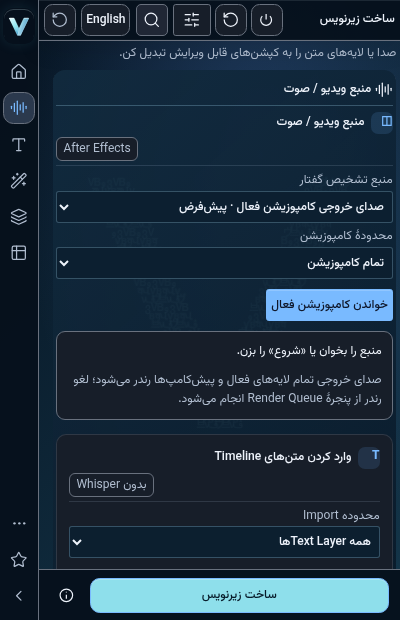 ساخت زیرنویس
English
صدا یا لایه‌های متن را به کپشن‌های قابل ویرایش تبدیل کن.
منبع ویدیو / صوت
منبع ویدیو / صوت
After Effects
منبع تشخیص گفتار
صدای خروجی کامپوزیشن فعال · پیش‌فرض
محدودهٔ کامپوزیشن
تمام کامپوزیشن
خواندن کامپوزیشن فعال
منبع را بخوان یا «شروع» را بزن.
صدای خروجی تمام لایه‌های فعال و پیش‌کامپ‌ها رندر می‌شود؛ لغو
رندر از پنجرهٔ Render Queue انجام می‌شود.
T وارد کردن متن‌های Timeline
بدون Whisper
محدوده Import
همه Text Layerها
ساخت زیرنویس